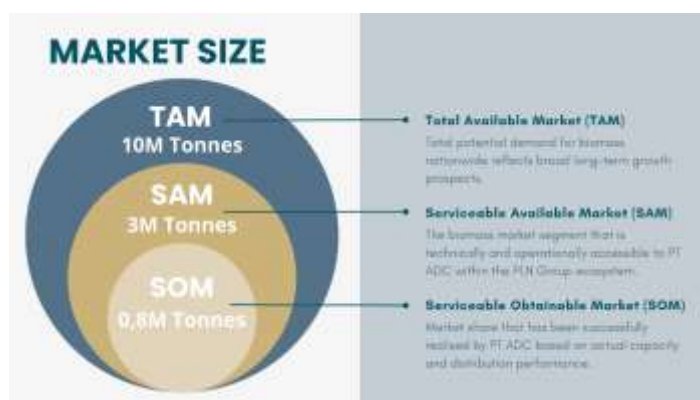 MARKET SIZE
TAM
10M Tonnes
SAM
3M Tonnes
SOM
0,8M Tonnes
Total Available Market (TAM)
Total potential demand for biomass
nationwide reflects broad long-term growth
prospects.
Serviceable Available Market (SAM)
The biomass market segment that is
technically and operationally accessible to PT
ADC within the PLN Group ecosystem.
Serviceable Obtainable Market (SOM)
Market share that has been successfully
realised by PT ADC based on actual capacity
and distribution performance.